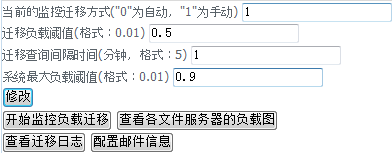 当前的监控迁移方式("0"为自动，"1"为手动) 1
迁移负载阈值(格式：0.01) 0.5
迁移查询间隔时间(分钟，格式：5) 1
系统最大负载阈值(格式：0.01) 0.9
修改
开始监控负载迁移 查看各文件服务器的负载图
查看迁移日志 配置邮件信息